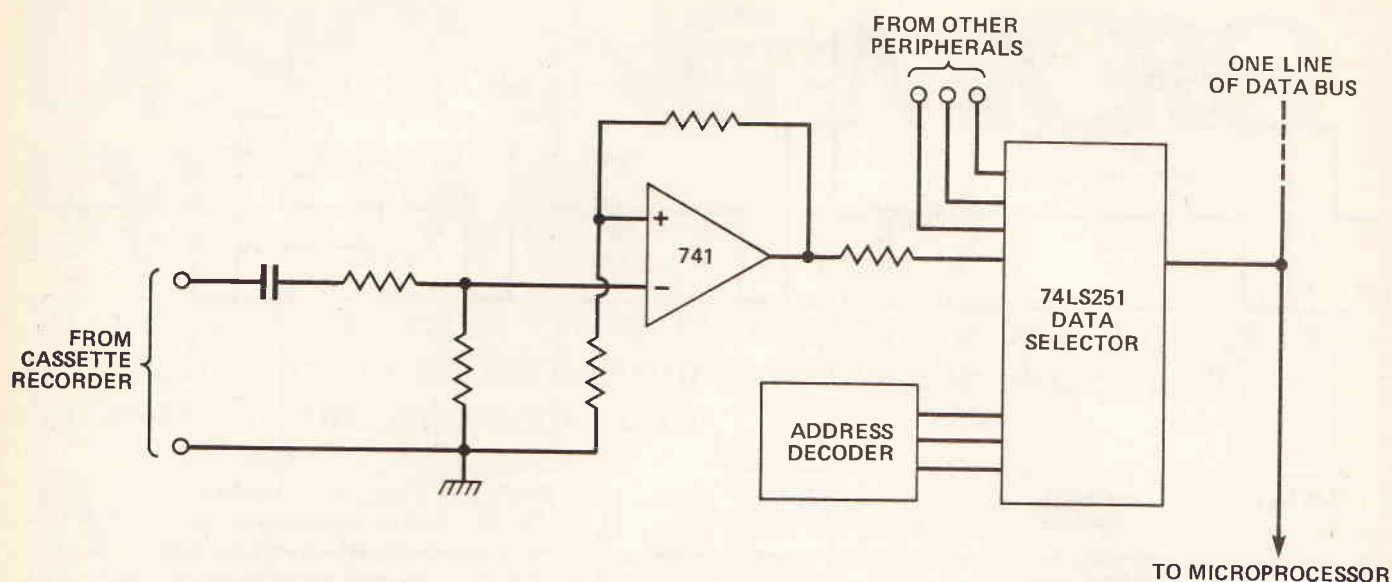 FROM OTHER
PERIPHERALS
ONE LINE
OF DATA BUS
+
741
−
74LS251
DATA
SELECTOR
FROM
CASSETTE
RECORDER
ADDRESS
DECODER
TO MICROPROCESSOR